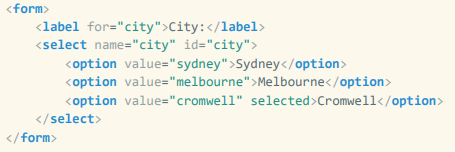 <form>
    <label for="city">City:</label>
    <select name="city" id="city">
        <option value="sydney">Sydney</option>
        <option value="melbourne">Melbourne</option>
        <option value="cromwell" selected>Cromwell</option>
    </select>
</form>